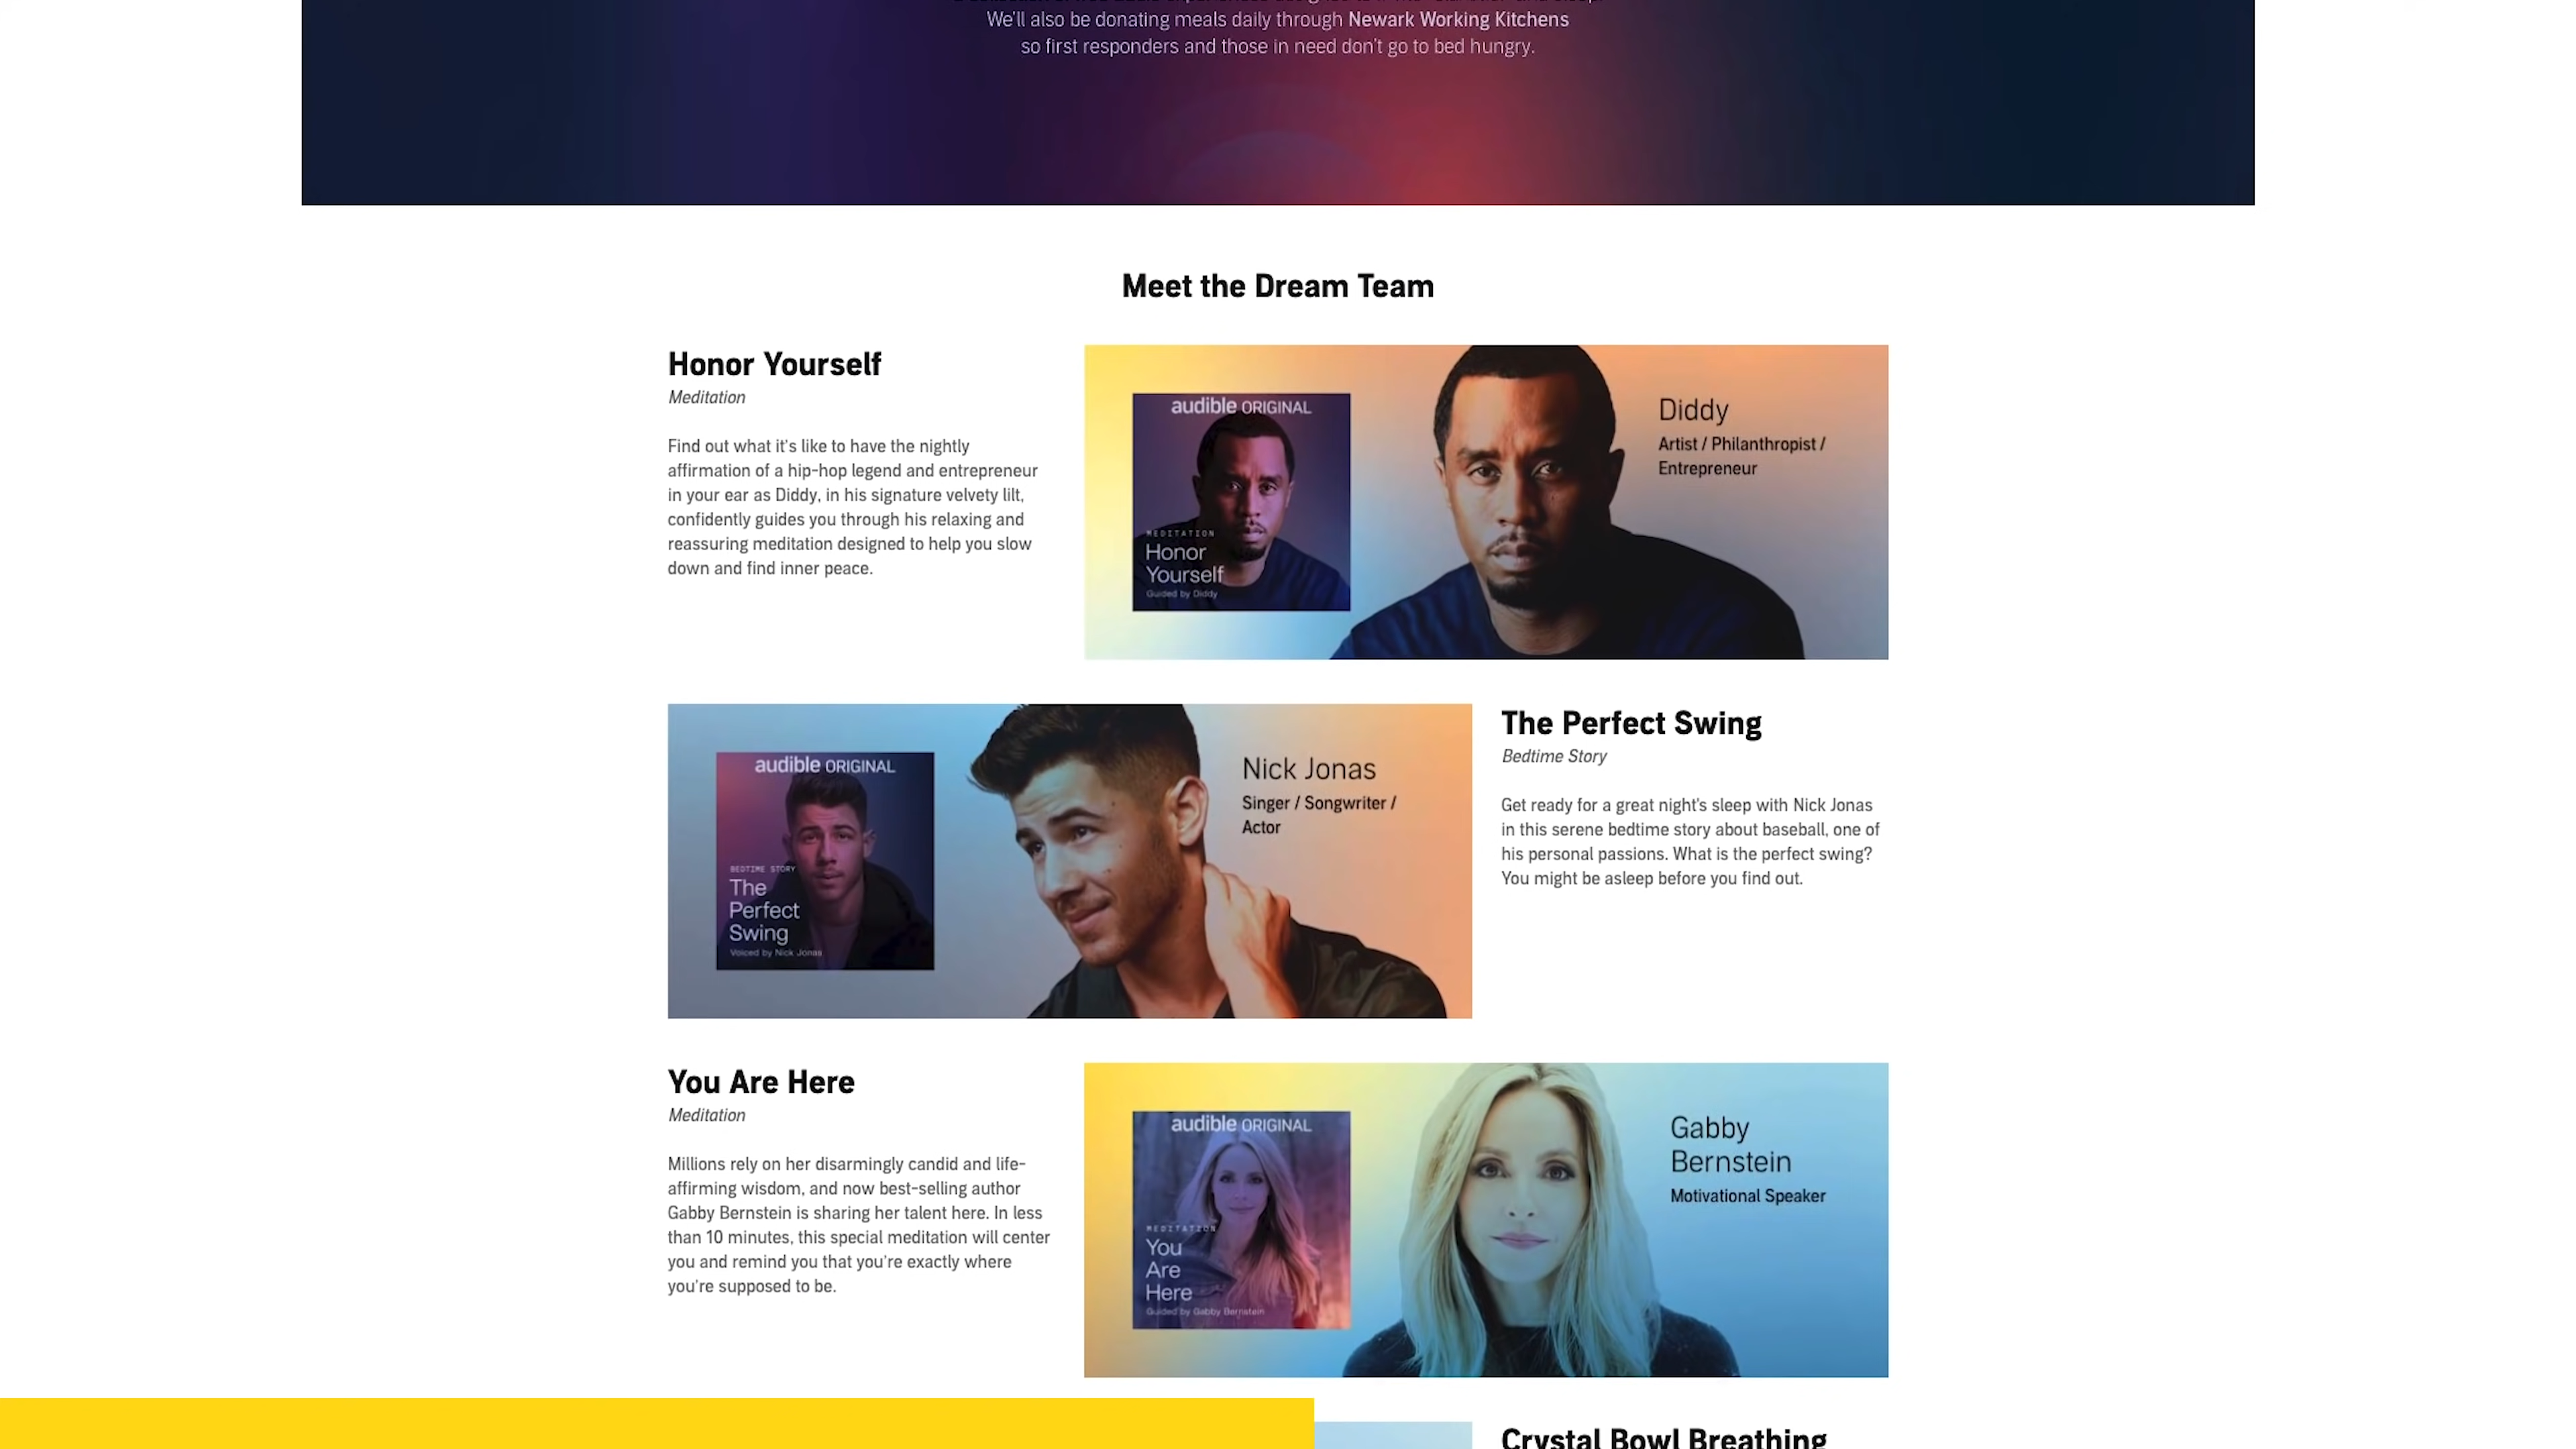 We'll also be donating meals daily through Newark Working Kitchens
so first responders and those in need don't go to bed hungry.
Meet the Dream Team
Honor Yourself
Meditation
Find out what it's like to have the nightly
affirmation of a hip-hop legend and entrepreneur
in your ear as Diddy, in his signature velvety lilt,
confidently guides you through his relaxing and
reassuring meditation designed to help you slow
down and find inner peace.
audible ORIGINAL
MEDITATION
Honor
Yourself
Guided by Diddy
Diddy
Artist / Philanthropist /
Entrepreneur
audible ORIGINAL
BEDTIME STORY
The
Perfect
Swing
Voiced by Nick Jonas
Nick Jonas
Singer / Songwriter /
Actor
The Perfect Swing
Bedtime Story
Get ready for a great night's sleep with Nick Jonas
in this serene bedtime story about baseball, one of
his personal passions. What is the perfect swing?
You might be asleep before you find out.
You Are Here
Meditation
Millions rely on her disarmingly candid and life-
affirming wisdom, and now best-selling author
Gabby Bernstein is sharing her talent here. In less
than 10 minutes, this special meditation will center
you and remind you that you're exactly where
you're supposed to be.
audible ORIGINAL
MEDITATION
You
Are
Here
Guided by Gabby Bernstein
Gabby
Bernstein
Motivational Speaker
Crystal Bowl Breathing